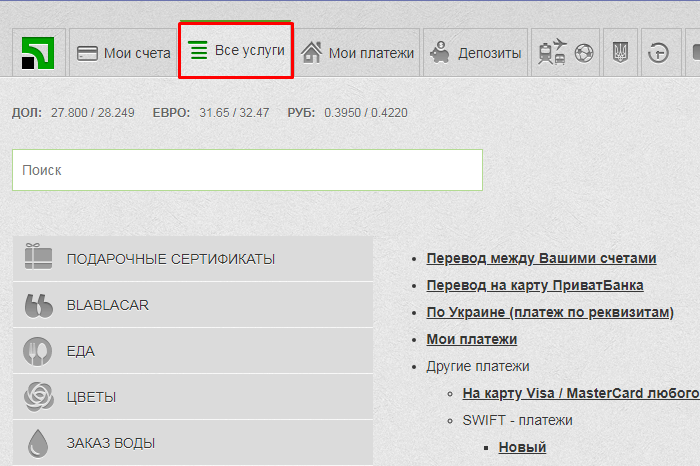 Мои счета Все услуги Мои платежи Депозиты
ДОЛ: 27.800 / 28.249 ЕВРО: 31.65 / 32.47 РУБ: 0.3950 / 0.4220
Поиск
ПОДАРОЧНЫЕ СЕРТИФИКАТЫ
BLABLACAR
ЕДА
ЦВЕТЫ
ЗАКАЗ ВОДЫ
Перевод между Вашими счетами
Перевод на карту ПриватБанка
По Украине (платеж по реквизитам)
Мои платежи
Другие платежи
На карту Visa / MasterCard любого
SWIFT - платежи
Новый